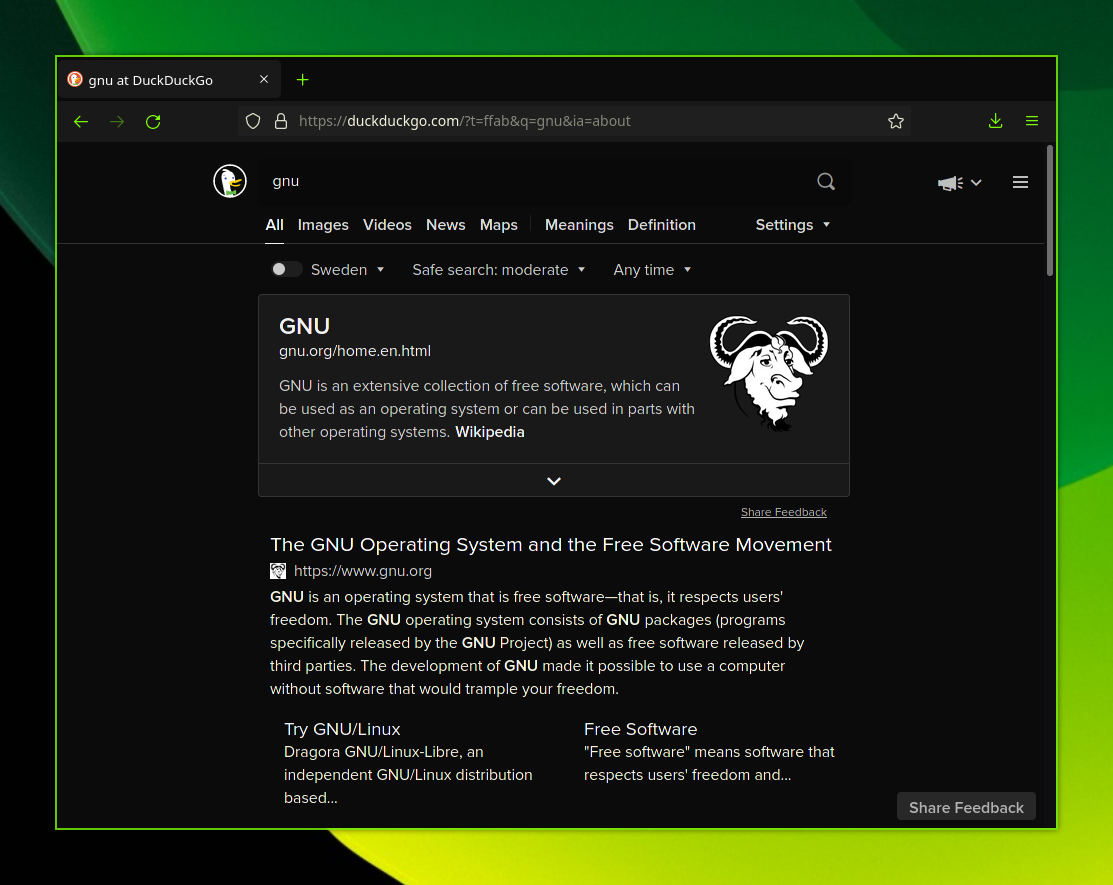 gnu at DuckDuckGo
https://duckduckgo.com/?t=ffab&q=gnu&ia=about
gnu
All Images Videos News Maps Meanings Definition Settings
Sweden Safe search: moderate Any time
GNU
gnu.org/home.en.html
GNU is an extensive collection of free software, which can
be used as an operating system or can be used in parts with
other operating systems. Wikipedia
Share Feedback
The GNU Operating System and the Free Software Movement
https://www.gnu.org
GNU is an operating system that is free software—that is, it respects users'
freedom. The GNU operating system consists of GNU packages (programs
specifically released by the GNU Project) as well as free software released by
third parties. The development of GNU made it possible to use a computer
without software that would trample your freedom.
Try GNU/Linux
Dragora GNU/Linux-Libre, an
independent GNU/Linux distribution
based...
Free Software
"Free software" means software that
respects users' freedom and...
Share Feedback